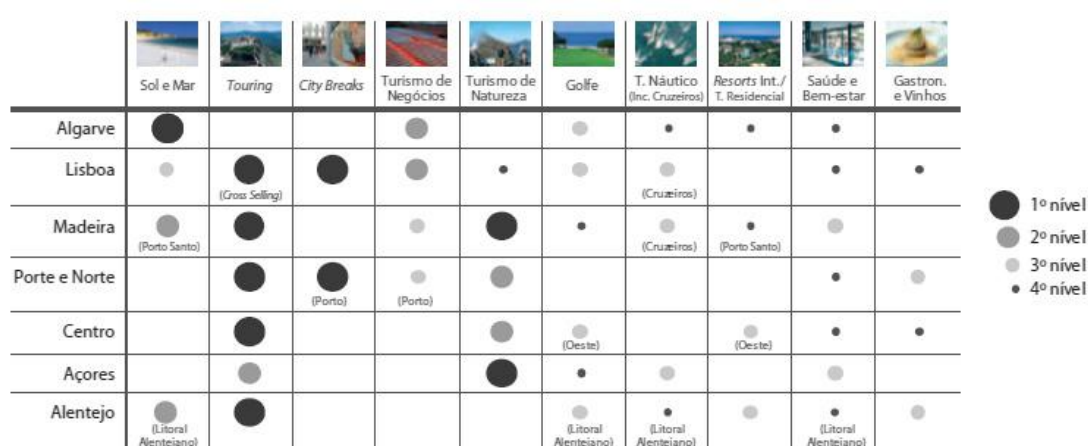 Sol e Mar
Touring
City Breaks
Turismo de
Negócios
Turismo de
Natureza
Golfe
T. Náutico
(Inc. Cruzeiros)
Resorts Int./
T. Residencial
Saúde e
Bem-estar
Gastron.
e Vinhos
Algarve
Lisboa
(Cross Selling)
(Cruzeiros)
Madeira
(Porto Santo)
(Cruzeiros)
(Porto Santo)
Porte e Norte
(Porto)
(Porto)
Centro
(Oeste)
(Oeste)
Açores
Alentejo
(Litoral
Alentejano)
(Litoral
Alentejano)
(Litoral
Alentejano)
(Litoral
Alentejano)
1º nível
2º nível
3º nível
4º nível